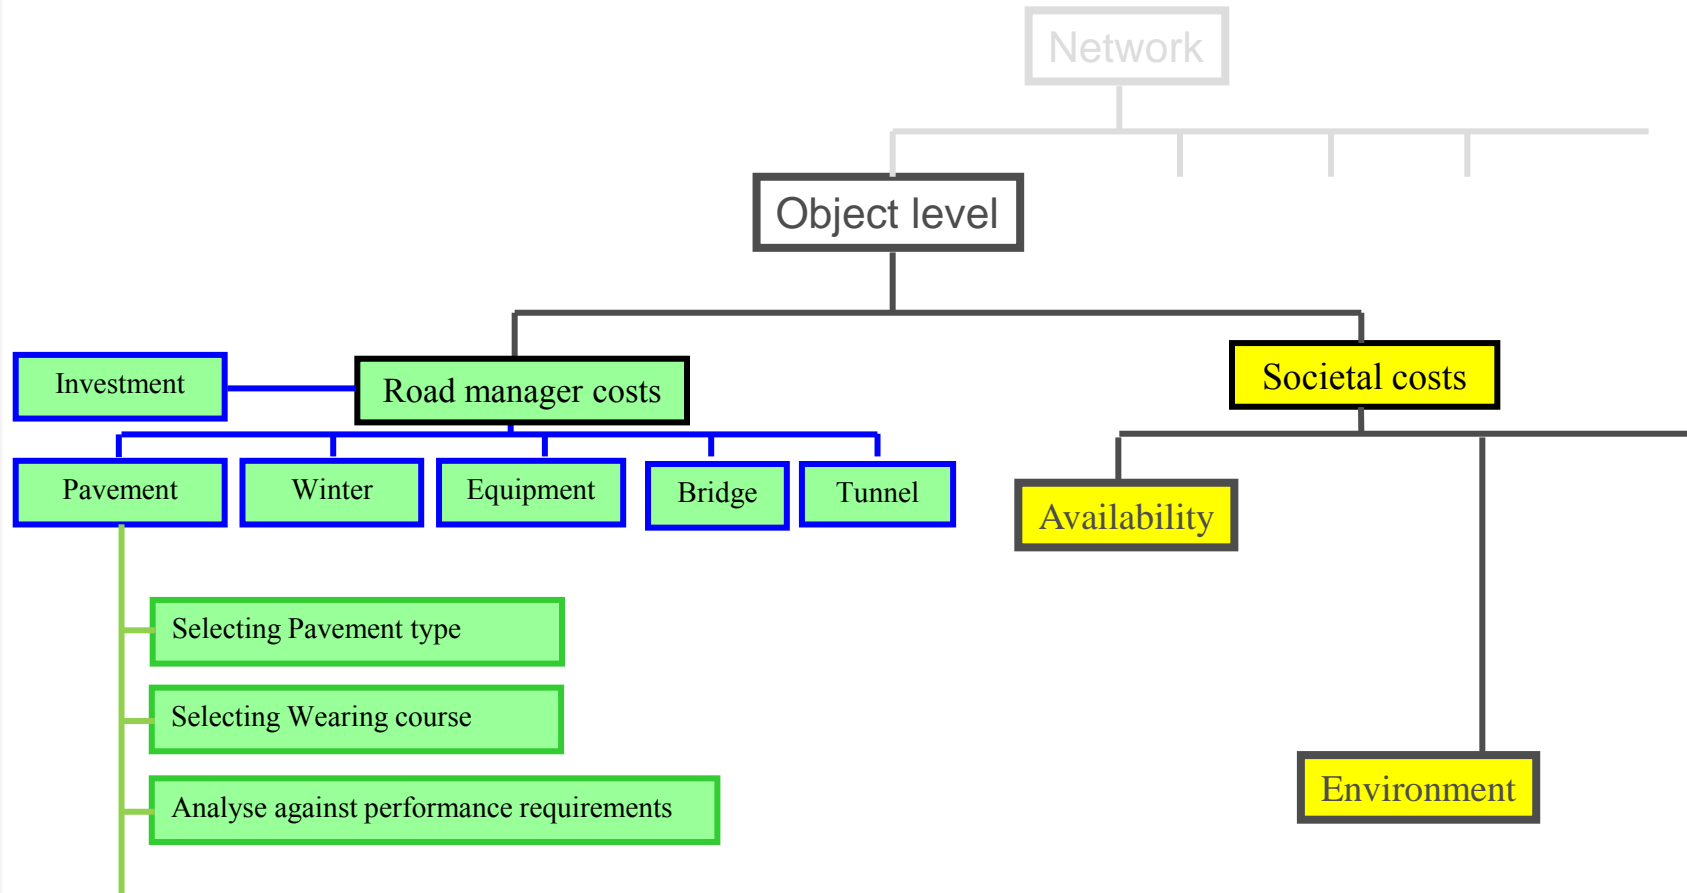 Network
Object level
Investment
Road manager costs
Societal costs
Pavement
Winter
Equipment
Bridge
Tunnel
Availability
Selecting Pavement type
Selecting Wearing course
Environment
Analyse against performance requirements